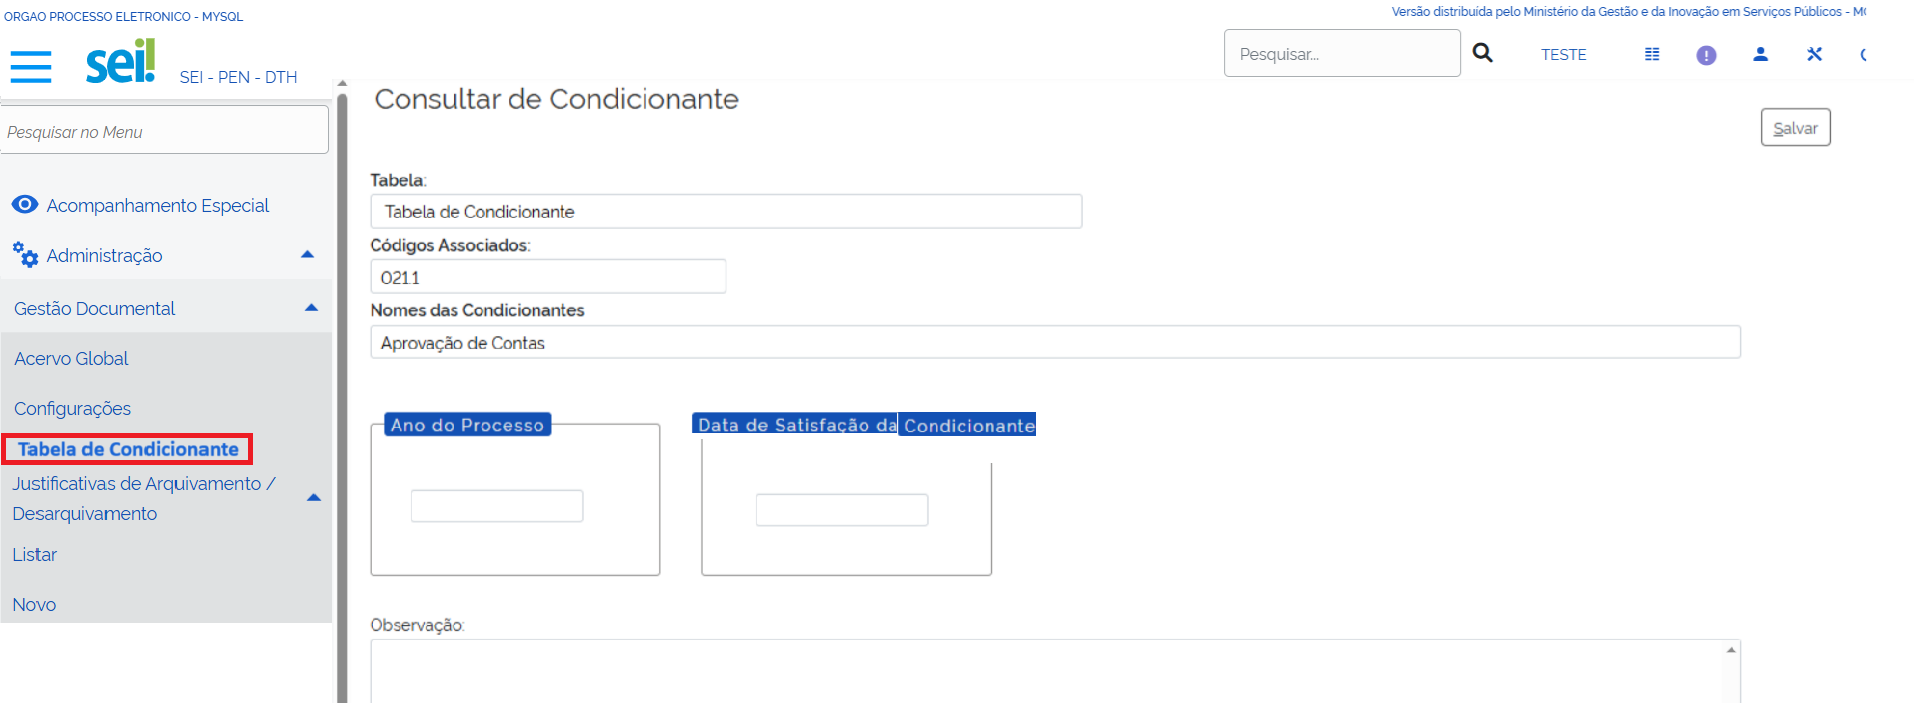 ORGAO PROCESSO ELETRONICO - MYSQL
Versão distribuída pelo Ministério da Gestão e da Inovação em Serviços Públicos -
sei!
SEI - PEN - DTH
Pesquisar...
TESTE
Pesquisar no Menu
Acompanhamento Especial
Administração
Gestão Documental
Acervo Global
Configurações
Tabela de Condicionante
Justificativas de Arquivamento /
Desarquivamento
Listar
Novo
Consultar de Condicionante
Salvar
Tabela:
Tabela de Condicionante
Códigos Associados:
0211
Nomes das Condicionantes
Aprovação de Contas
Ano do Processo
Data de Satisfação da Condicionante
Observação: